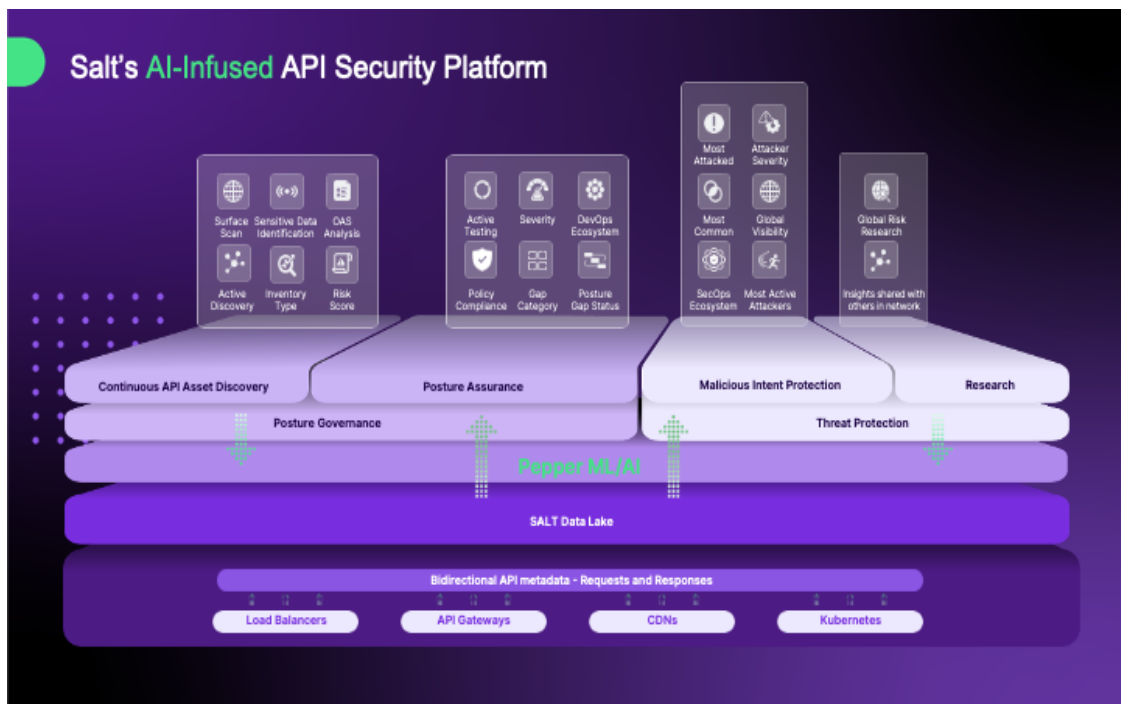 Salt's AI-Infused API Security Platform
Surface
Scan
Sensitive Data
Identification
OAS
Analysis
Active
Discovery
Inventory
Type
Risk
Score
Active
Testing
Severity
DevOps
Ecosystem
Policy
Compliance
Gap
Category
Posture
Gap Status
Most
Attacked
Attacker
Severity
Most
Common
Global
Visibility
SecOps
Ecosystem
Most Active
Attackers
Global Risk
Research
Insights shared with
others in network
Continuous API Asset Discovery
Posture Assurance
Malicious Intent Protection
Research
Posture Governance
Threat Protection
Pepper ML/AI
SALT Data Lake
Bidirectional API metadata - Requests and Responses
Load Balancers
API Gateways
CDNs
Kubernetes